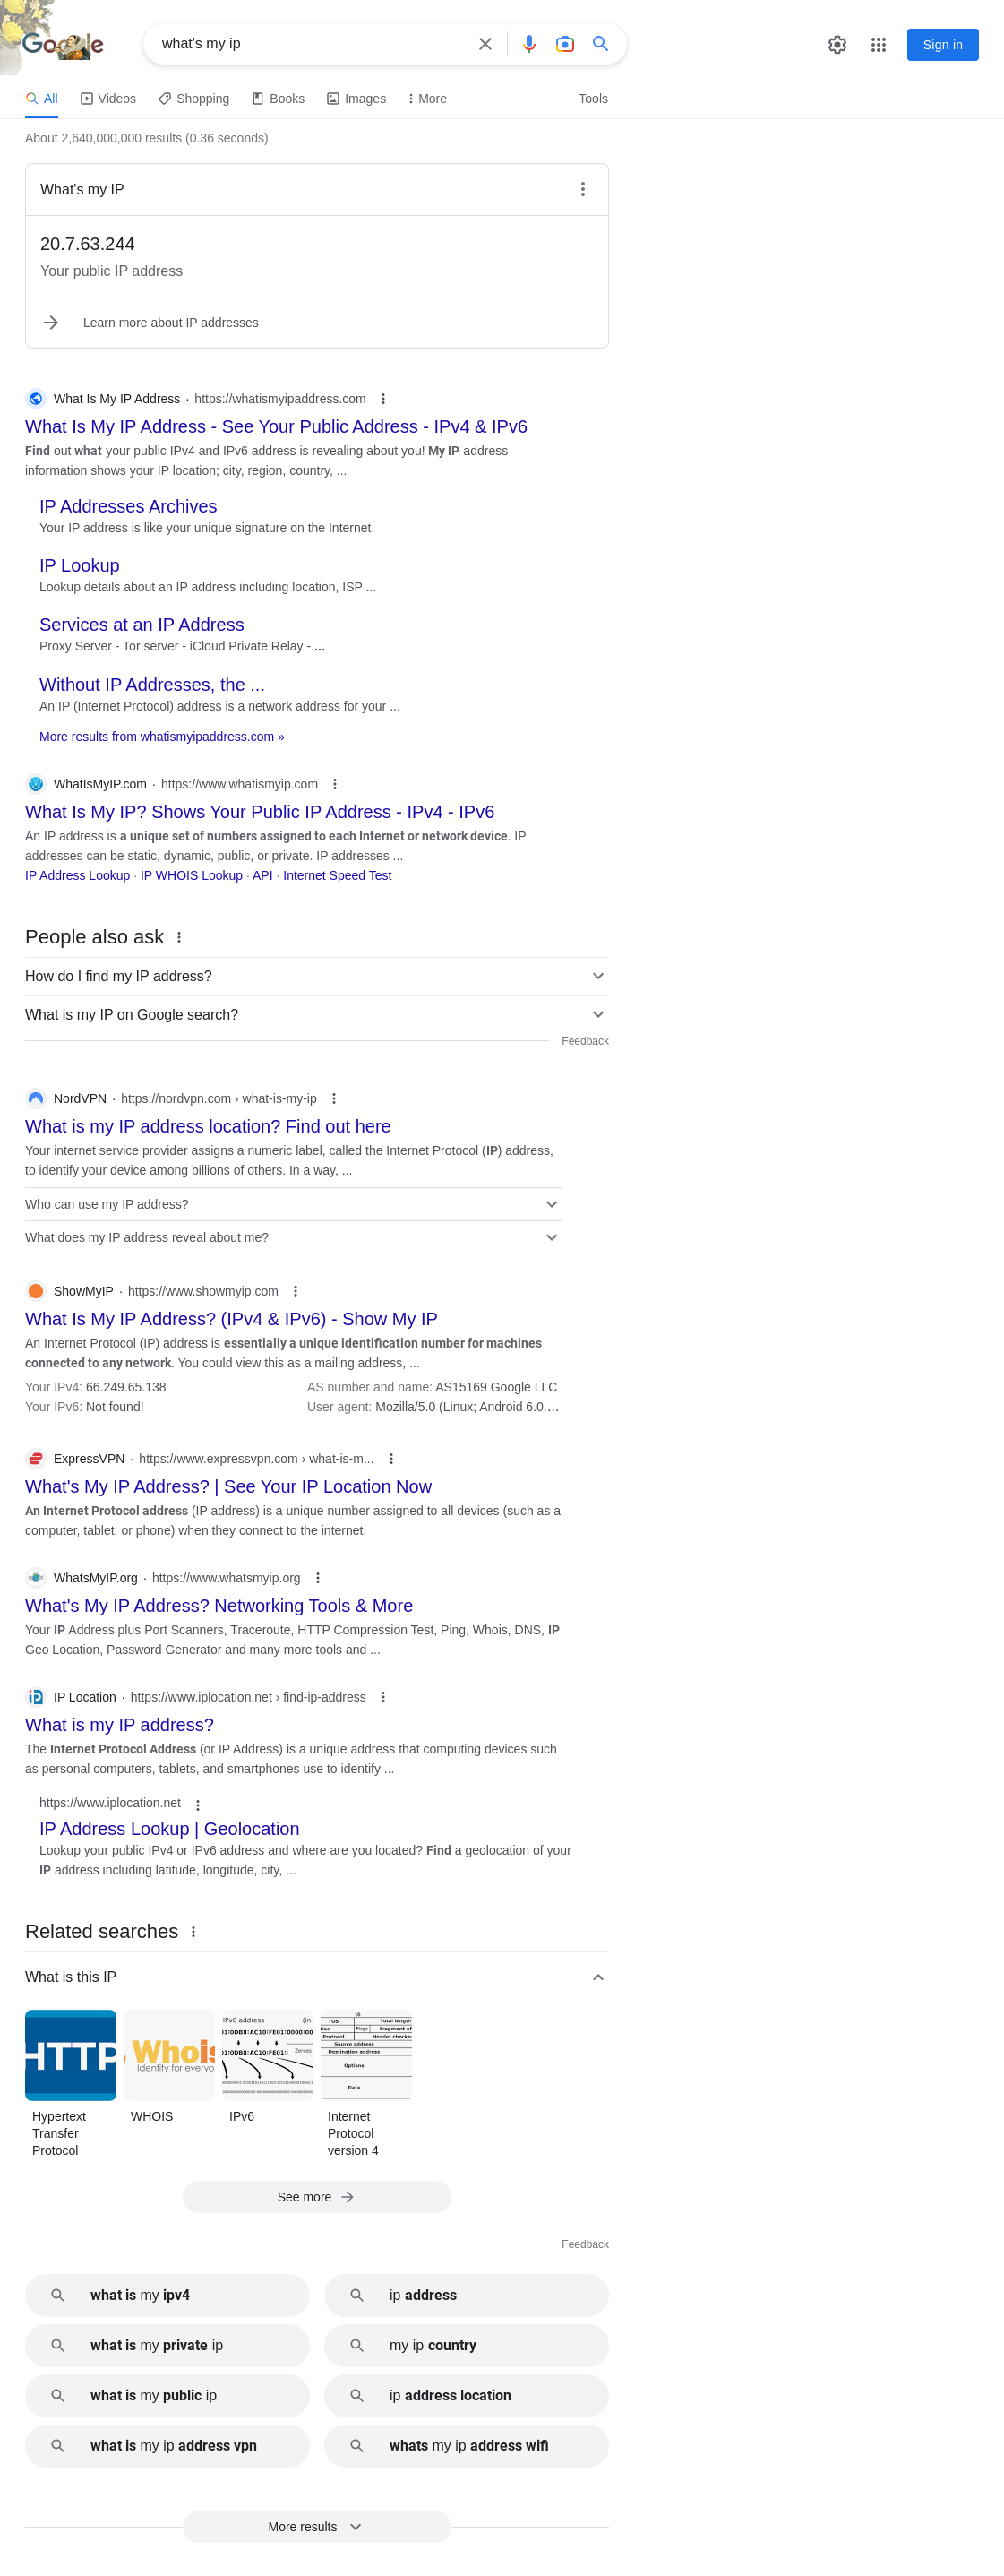 Google
what's my ip
Sign in
All Videos Shopping Books Images More Tools
About 2,640,000,000 results (0.36 seconds)
What's my IP
20.7.63.244
Your public IP address
Learn more about IP addresses
What Is My IP Address · https://whatismyipaddress.com
What Is My IP Address - See Your Public Address - IPv4 & IPv6
Find out what your public IPv4 and IPv6 address is revealing about you! My IP address
information shows your IP location; city, region, country, ...
IP Addresses Archives
Your IP address is like your unique signature on the Internet.
IP Lookup
Lookup details about an IP address including location, ISP ...
Services at an IP Address
Proxy Server - Tor server - iCloud Private Relay - ...
Without IP Addresses, the ...
An IP (Internet Protocol) address is a network address for your ...
More results from whatismyipaddress.com »
WhatIsMyIP.com · https://www.whatismyip.com
What Is My IP? Shows Your Public IP Address - IPv4 - IPv6
An IP address is a unique set of numbers assigned to each Internet or network device. IP
addresses can be static, dynamic, public, or private. IP addresses ...
IP Address Lookup · IP WHOIS Lookup · API · Internet Speed Test
People also ask
How do I find my IP address?
What is my IP on Google search?
Feedback
NordVPN · https://nordvpn.com › what-is-my-ip
What is my IP address location? Find out here
Your internet service provider assigns a numeric label, called the Internet Protocol (IP) address,
to identify your device among billions of others. In a way, ...
Who can use my IP address?
What does my IP address reveal about me?
ShowMyIP · https://www.showmyip.com
What Is My IP Address? (IPv4 & IPv6) - Show My IP
An Internet Protocol (IP) address is essentially a unique identification number for machines
connected to any network. You could view this as a mailing address, ...
Your IPv4: 66.249.65.138 AS number and name: AS15169 Google LLC
Your IPv6: Not found! User agent: Mozilla/5.0 (Linux; Android 6.0....
ExpressVPN · https://www.expressvpn.com › what-is-m...
What's My IP Address? | See Your IP Location Now
An Internet Protocol address (IP address) is a unique number assigned to all devices (such as a
computer, tablet, or phone) when they connect to the internet.
WhatsMyIP.org · https://www.whatsmyip.org
What's My IP Address? Networking Tools & More
Your IP Address plus Port Scanners, Traceroute, HTTP Compression Test, Ping, Whois, DNS, IP
Geo Location, Password Generator and many more tools and ...
IP Location · https://www.iplocation.net › find-ip-address
What is my IP address?
The Internet Protocol Address (or IP Address) is a unique address that computing devices such
as personal computers, tablets, and smartphones use to identify ...
https://www.iplocation.net
IP Address Lookup | Geolocation
Lookup your public IPv4 or IPv6 address and where are you located? Find a geolocation of your
IP address including latitude, longitude, city, ...
Related searches
What is this IP
HTTP
Whois
Identity for everyo
IPv6 address (in
Zeroes
16
TOS Total length
Flags Fragment of
Protocol Header checks
Source address
Destination address
Options
Data
Hypertext
Transfer
Protocol
WHOIS
IPv6
Internet
Protocol
version 4
See more
Feedback
what is my ipv4
ip address
what is my private ip
my ip country
what is my public ip
ip address location
what is my ip address vpn
whats my ip address wifi
More results